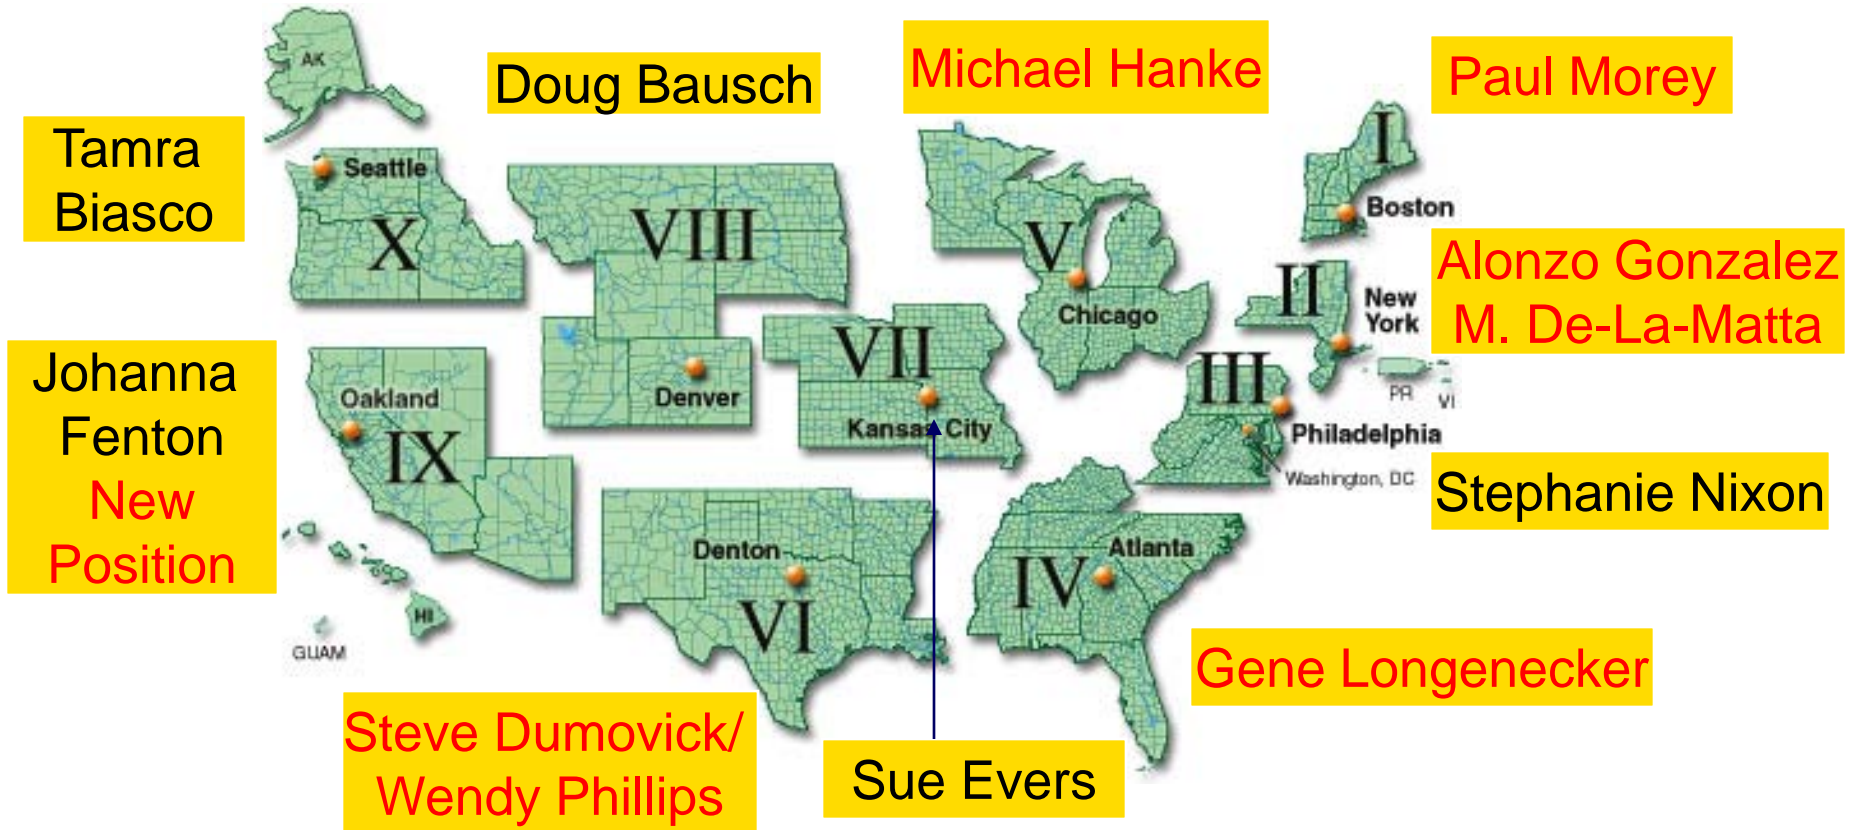 AK
Doug Bausch
Michael Hanke
Paul Morey
Tamra
Biasco
Seattle
X
VIII
V
Chicago
I
Boston
Alonzo Gonzalez
M. De-La-Matta
II
New
York
PR
VI
Johanna
Fenton
New
Position
Oakland
IX
Denver
VII
Kansas City
III
Philadelphia
Washington, DC
Stephanie Nixon
HI
GUAM
Denton
VI
Atlanta
IV
Gene Longenecker
Steve Dumovick/
Wendy Phillips
Sue Evers